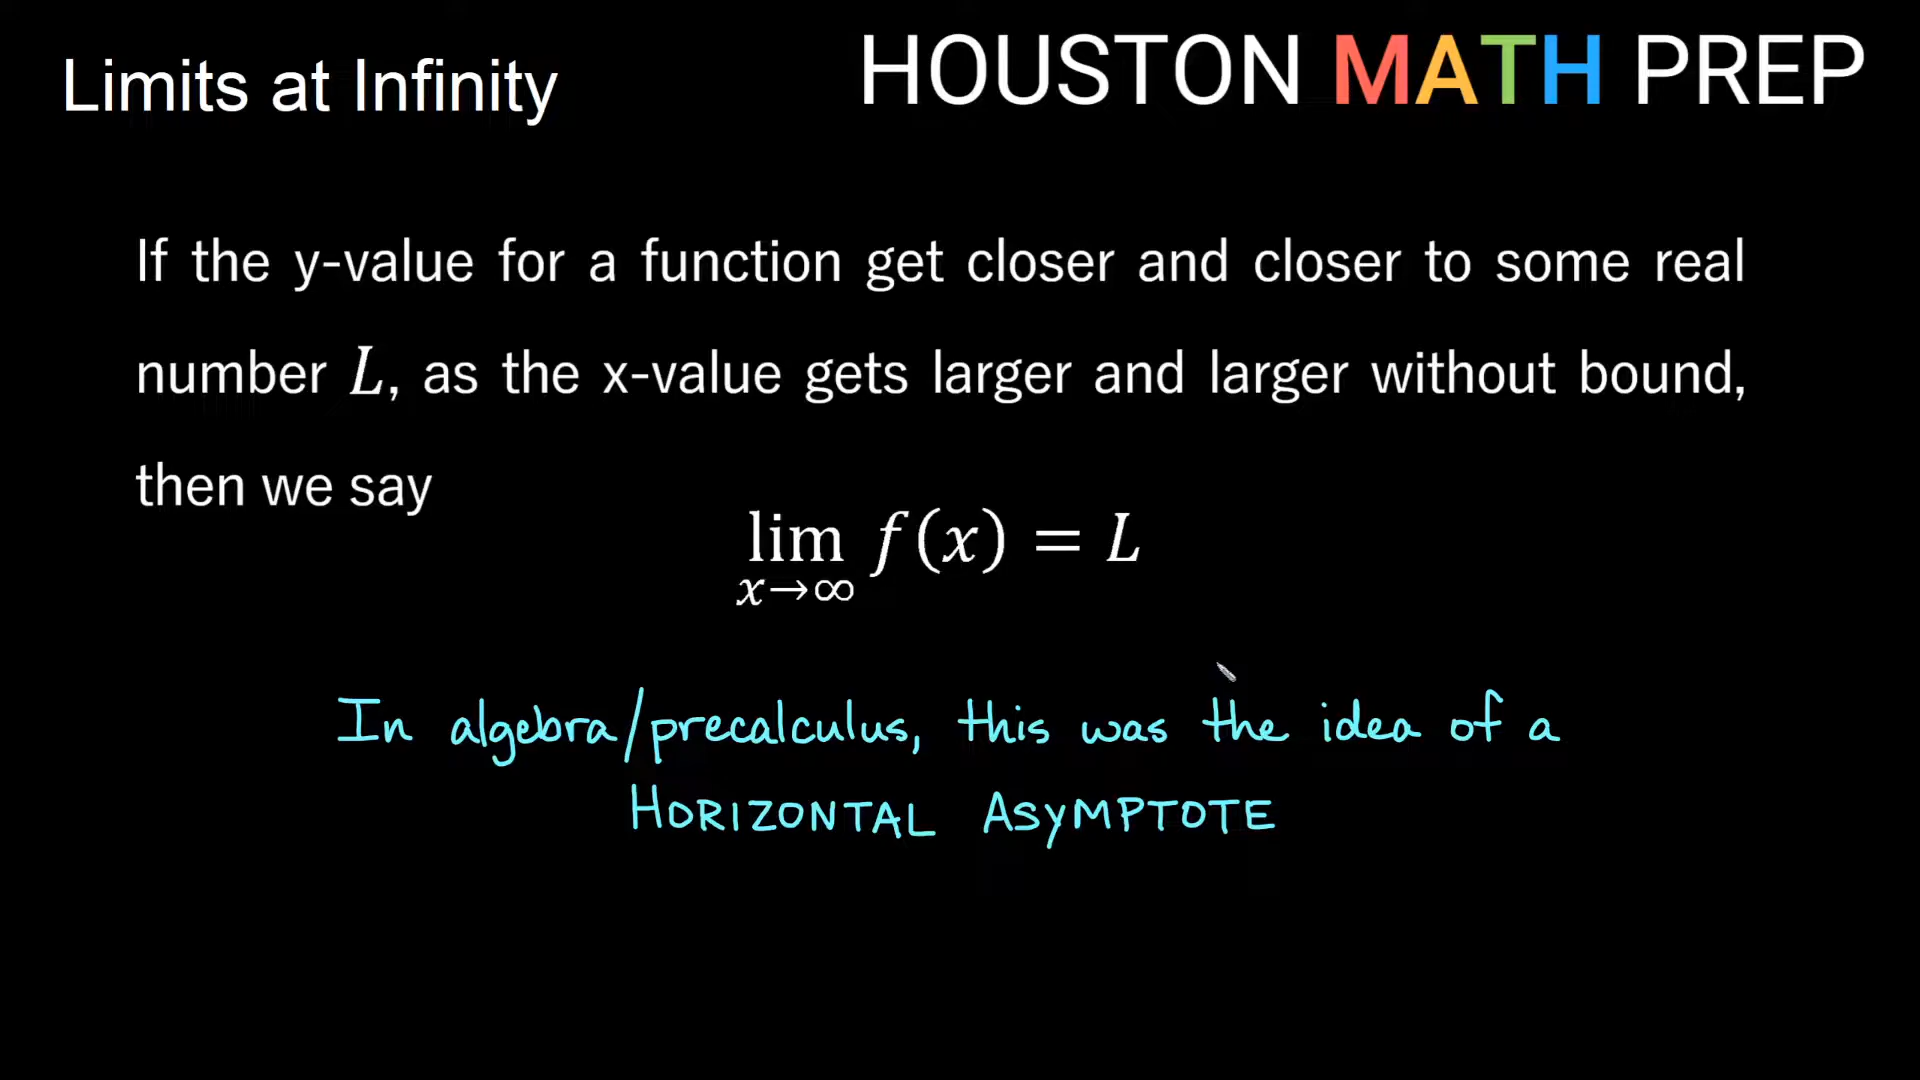 Limits at Infinity
HOUSTON MATH PREP
If the y-value for a function get closer and closer to some real
number L, as the x-value gets larger and larger without bound,
then we say
lim f(x) = L
x→∞
In algebra/precalculus, this was the idea of a
HORIZONTAL ASYMPTOTE